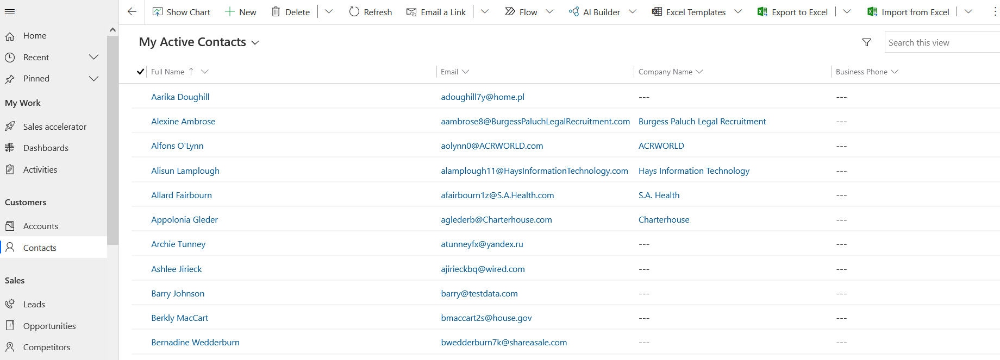 Show Chart New Delete Refresh Email a Link Flow AI Builder Excel Templates Export to Excel Import from Excel
Home
Recent
Pinned
My Work
Sales accelerator
Dashboards
Activities
Customers
Accounts
Contacts
Sales
Leads
Opportunities
Competitors
My Active Contacts
Search this view
Full Name Email Company Name Business Phone
Aarika Doughill adoughill7y@home.pl --- ---
Alexine Ambrose aambrose8@BurgessPaluchLegalRecruitment.com Burgess Paluch Legal Recruitment ---
Alfons O'Lynn aolynn0@ACRWORLD.com ACRWORLD ---
Alisun Lamplough alamplough11@HaysInformationTechnology.com Hays Information Technology ---
Allard Fairbourn afairbourn1z@S.A.Health.com S.A. Health ---
Appolonia Gleder aglederb@Charterhouse.com Charterhouse ---
Archie Tunney atunneyfx@yandex.ru --- ---
Ashlee Jirieck ajirieckbq@wired.com --- ---
Barry Johnson barry@testdata.com --- ---
Berkly MacCart bmaccart2s@house.gov --- ---
Bernadine Wedderburn bwedderburn7k@shareasale.com --- ---